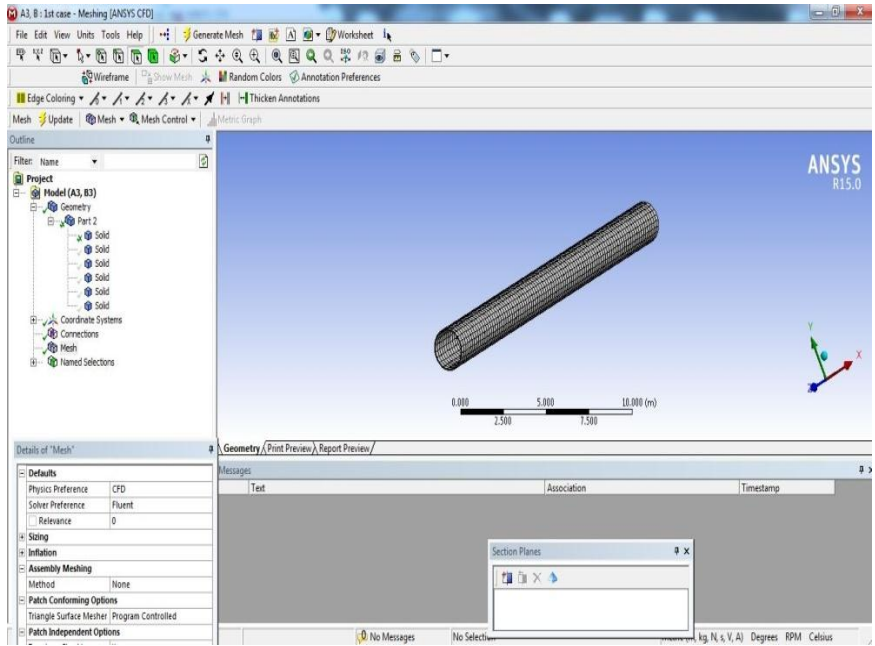 A3, B : 1st case - Meshing [ANSYS CFD]
File Edit View Units Tools Help Generate Mesh A Worksheet
Wireframe Show Mesh Random Colors Annotation Preferences
Edge Coloring Thicken Annotations
Mesh Update Mesh Mesh Control Metric Graph
Outline
Filter: Name
Project
Model (A3, B3)
Geometry
Part 2
Solid
Solid
Solid
Solid
Solid
Solid
Coordinate Systems
Connections
Mesh
Named Selections
ANSYS
R15.0
Y
X
0.000 5.000 10.000 (m)
2.500 7.500
Geometry Print Preview Report Preview
Details of "Mesh"
Defaults
Physics Preference CFD
Solver Preference Fluent
Relevance 0
Sizing
Inflation
Assembly Meshing
Method None
Patch Conforming Options
Triangle Surface Mesher Program Controlled
Patch Independent Options
Messages
Text Association Timestamp
Section Planes
No Messages No Selection kg, N, s, V, A) Degrees RPM Celsius